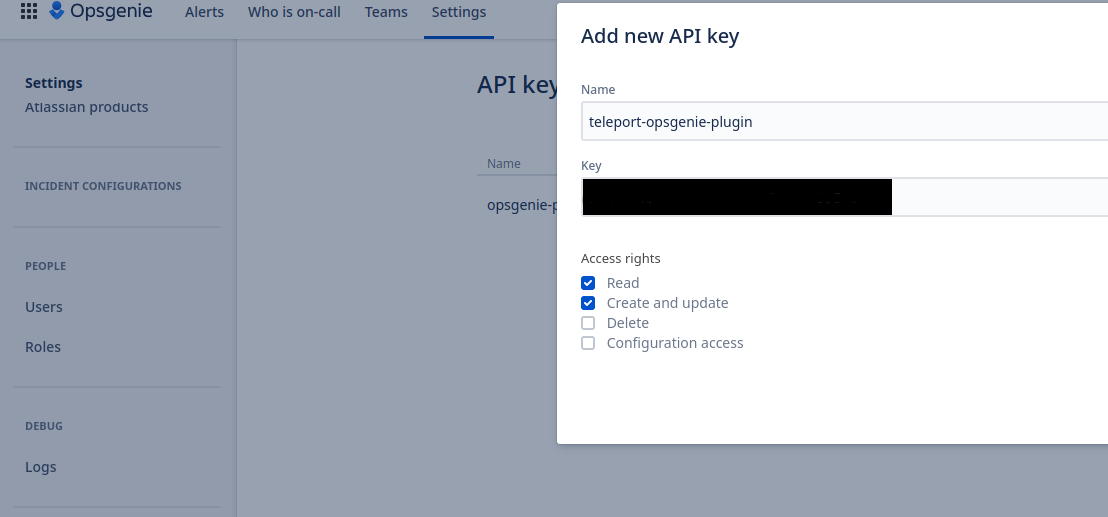 Opsgenie
Alerts
Who is on-call
Teams
Settings
Settings
Atlassian products
INCIDENT CONFIGURATIONS
PEOPLE
Users
Roles
DEBUG
Logs
API key
Name
opsgenie-p
Add new API key
Name
teleport-opsgenie-plugin
Key
Access rights
Read
Create and update
Delete
Configuration access